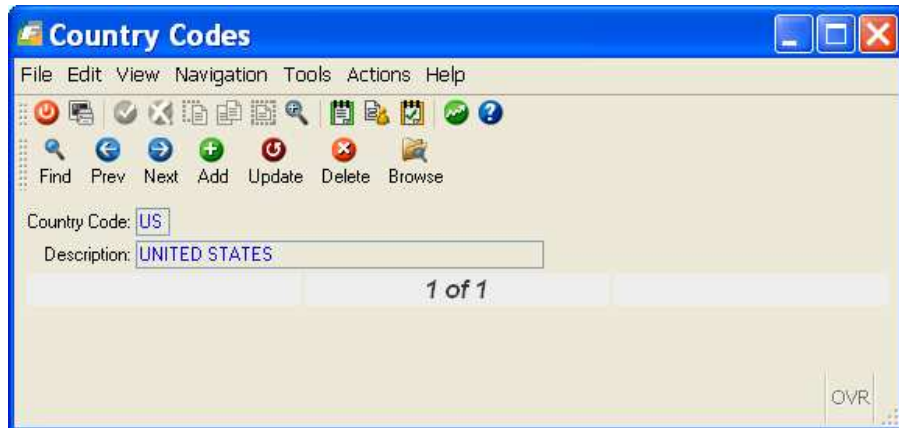 Country Codes
File Edit View Navigation Tools Actions Help
Find Prev Next Add Update Delete Browse
Country Code: US
Description: UNITED STATES
1 of 1
OVR